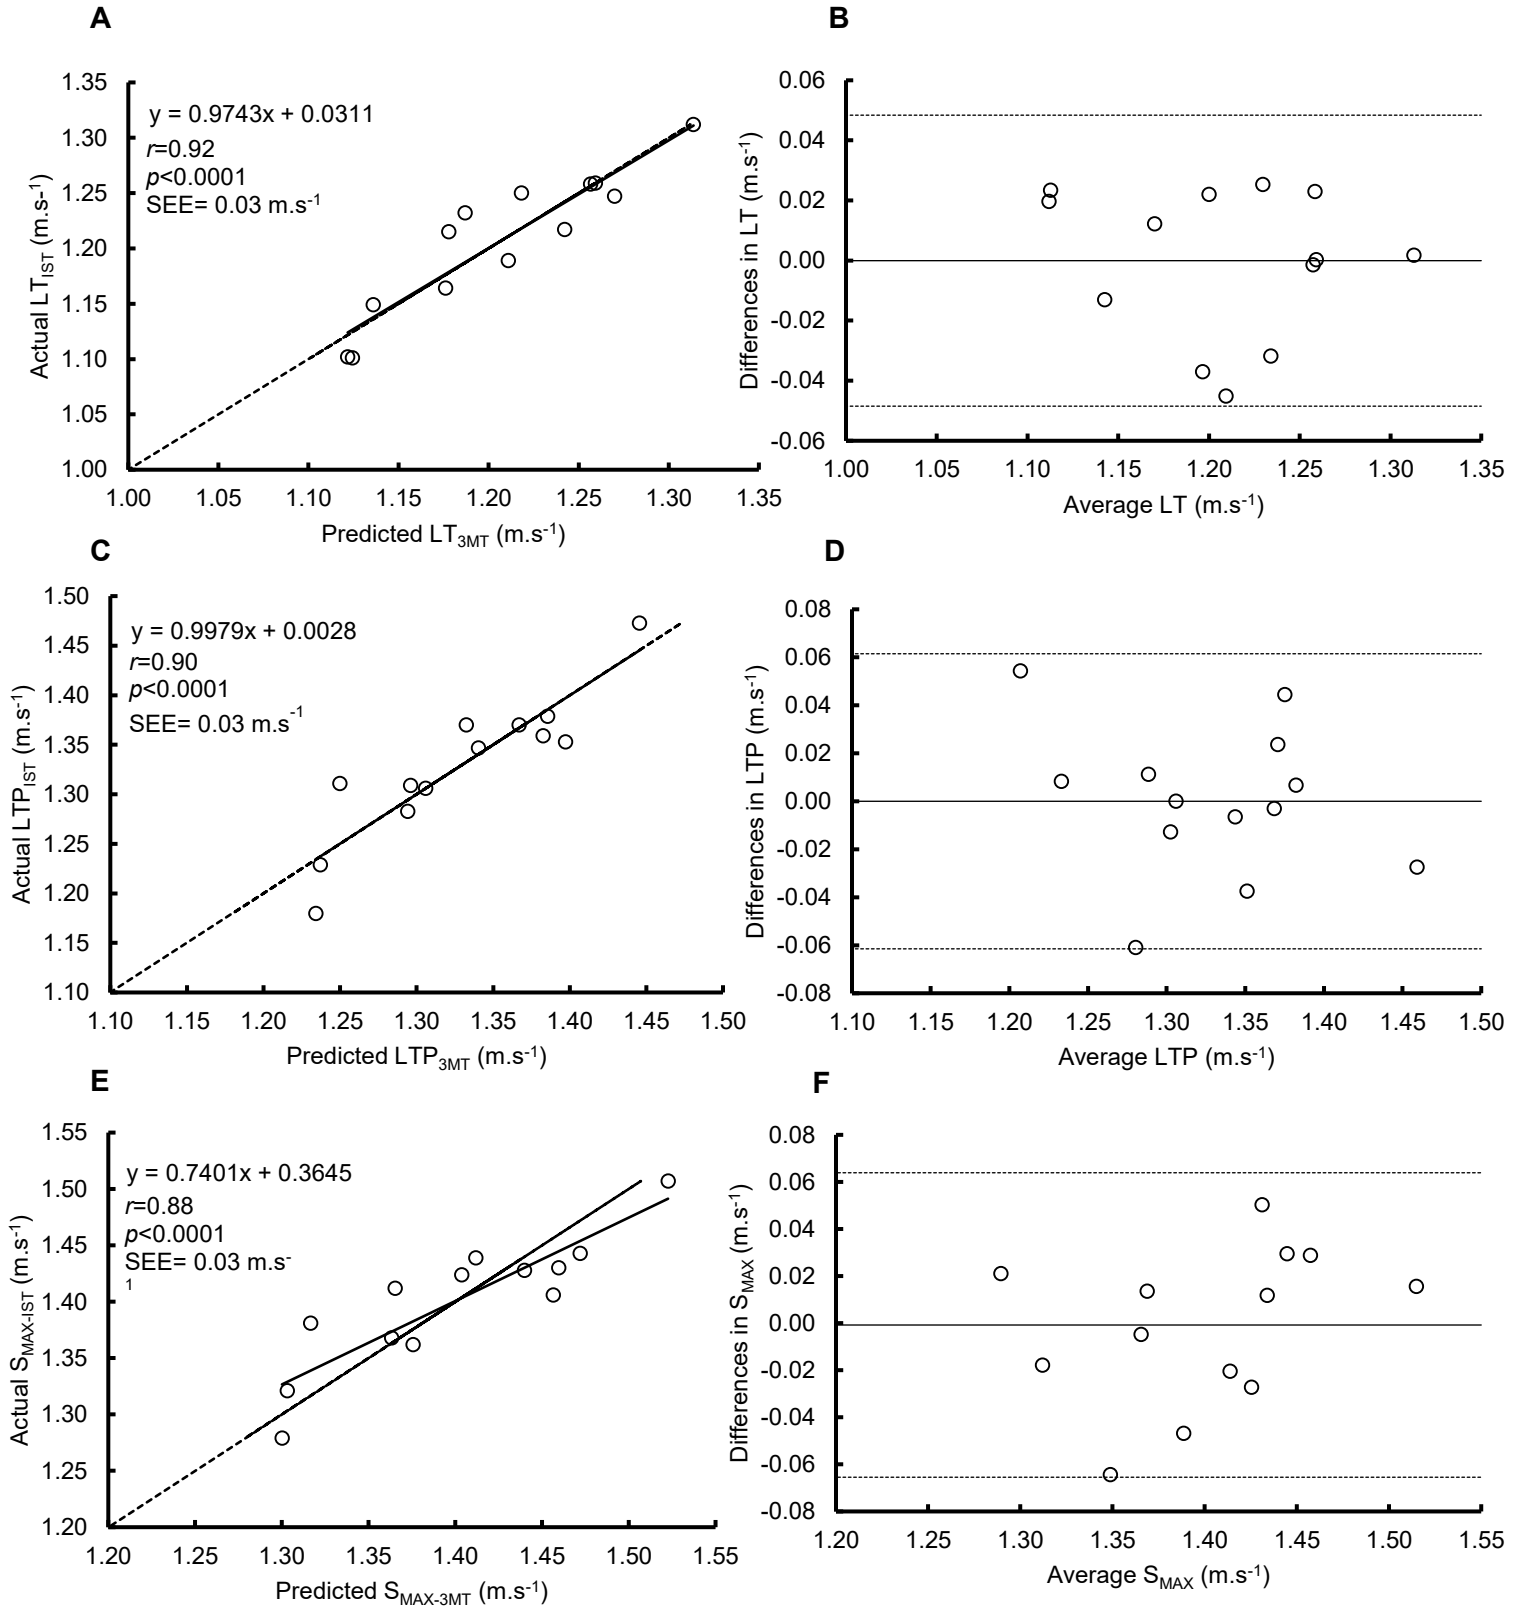 A
B
1.35
1.30
1.25
1.20
1.15
1.10
1.05
1.00
Actual LT_IST (m.s⁻¹)
y = 0.9743x + 0.0311
r=0.92
p<0.0001
SEE= 0.03 m.s⁻¹
1.00 1.05 1.10 1.15 1.20 1.25 1.30 1.35
Predicted LT_3MT (m.s⁻¹)
0.06
0.04
0.02
0.00
-0.02
-0.04
-0.06
Differences in LT (m.s⁻¹)
1.00 1.05 1.10 1.15 1.20 1.25 1.30 1.35
Average LT (m.s⁻¹)
C
D
1.50
1.45
1.40
1.35
1.30
1.25
1.20
1.15
1.10
Actual LTP_IST (m.s⁻¹)
y = 0.9979x + 0.0028
r=0.90
p<0.0001
SEE= 0.03 m.s⁻¹
1.10 1.15 1.20 1.25 1.30 1.35 1.40 1.45 1.50
Predicted LTP_3MT (m.s⁻¹)
0.08
0.06
0.04
0.02
0.00
-0.02
-0.04
-0.06
-0.08
Differences in LTP (m.s⁻¹)
1.10 1.15 1.20 1.25 1.30 1.35 1.40 1.45 1.50
Average LTP (m.s⁻¹)
E
F
1.55
1.50
1.45
1.40
1.35
1.30
1.25
1.20
Actual S_MAX-IST (m.s⁻¹)
y = 0.7401x + 0.3645
r=0.88
p<0.0001
SEE= 0.03 m.s⁻
¹
1.20 1.25 1.30 1.35 1.40 1.45 1.50 1.55
Predicted S_MAX-3MT (m.s⁻¹)
0.08
0.06
0.04
0.02
0.00
-0.02
-0.04
-0.06
-0.08
Differences in S_MAX (m.s⁻¹)
1.20 1.25 1.30 1.35 1.40 1.45 1.50 1.55
Average S_MAX (m.s⁻¹)